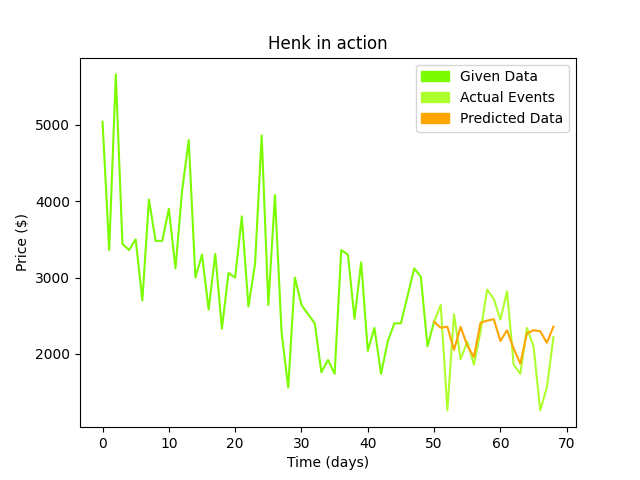 Henk in action
Given Data
Actual Events
Predicted Data
Price ($)
5000
4000
3000
2000
0 10 20 30 40 50 60 70
Time (days)